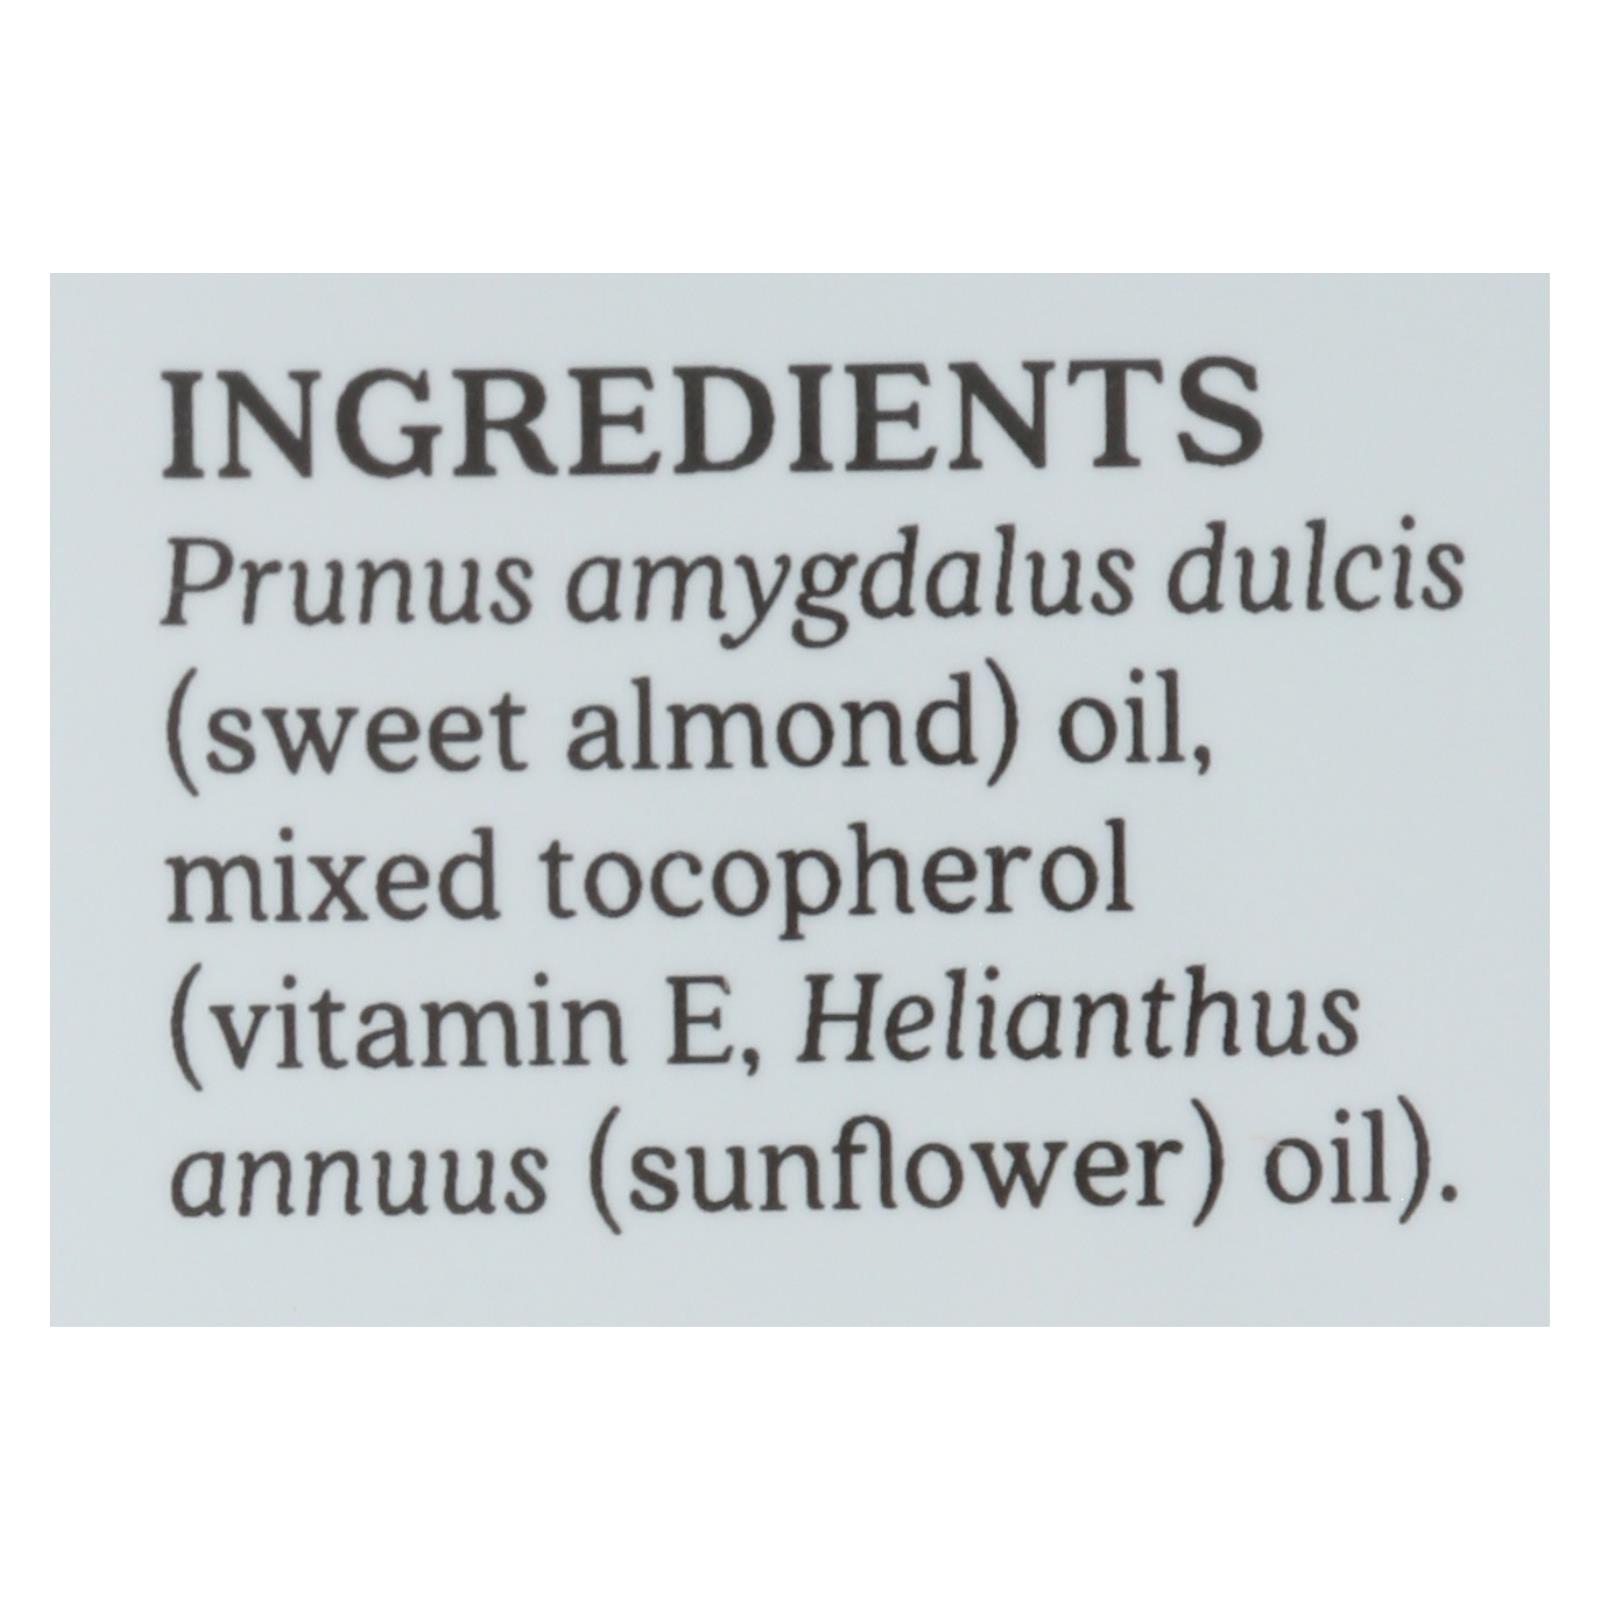 INGREDIENTS
Prunus amygdalus dulcis
(sweet almond) oil,
mixed tocopherol
(vitamin E, Helianthus
annuus (sunflower) oil).